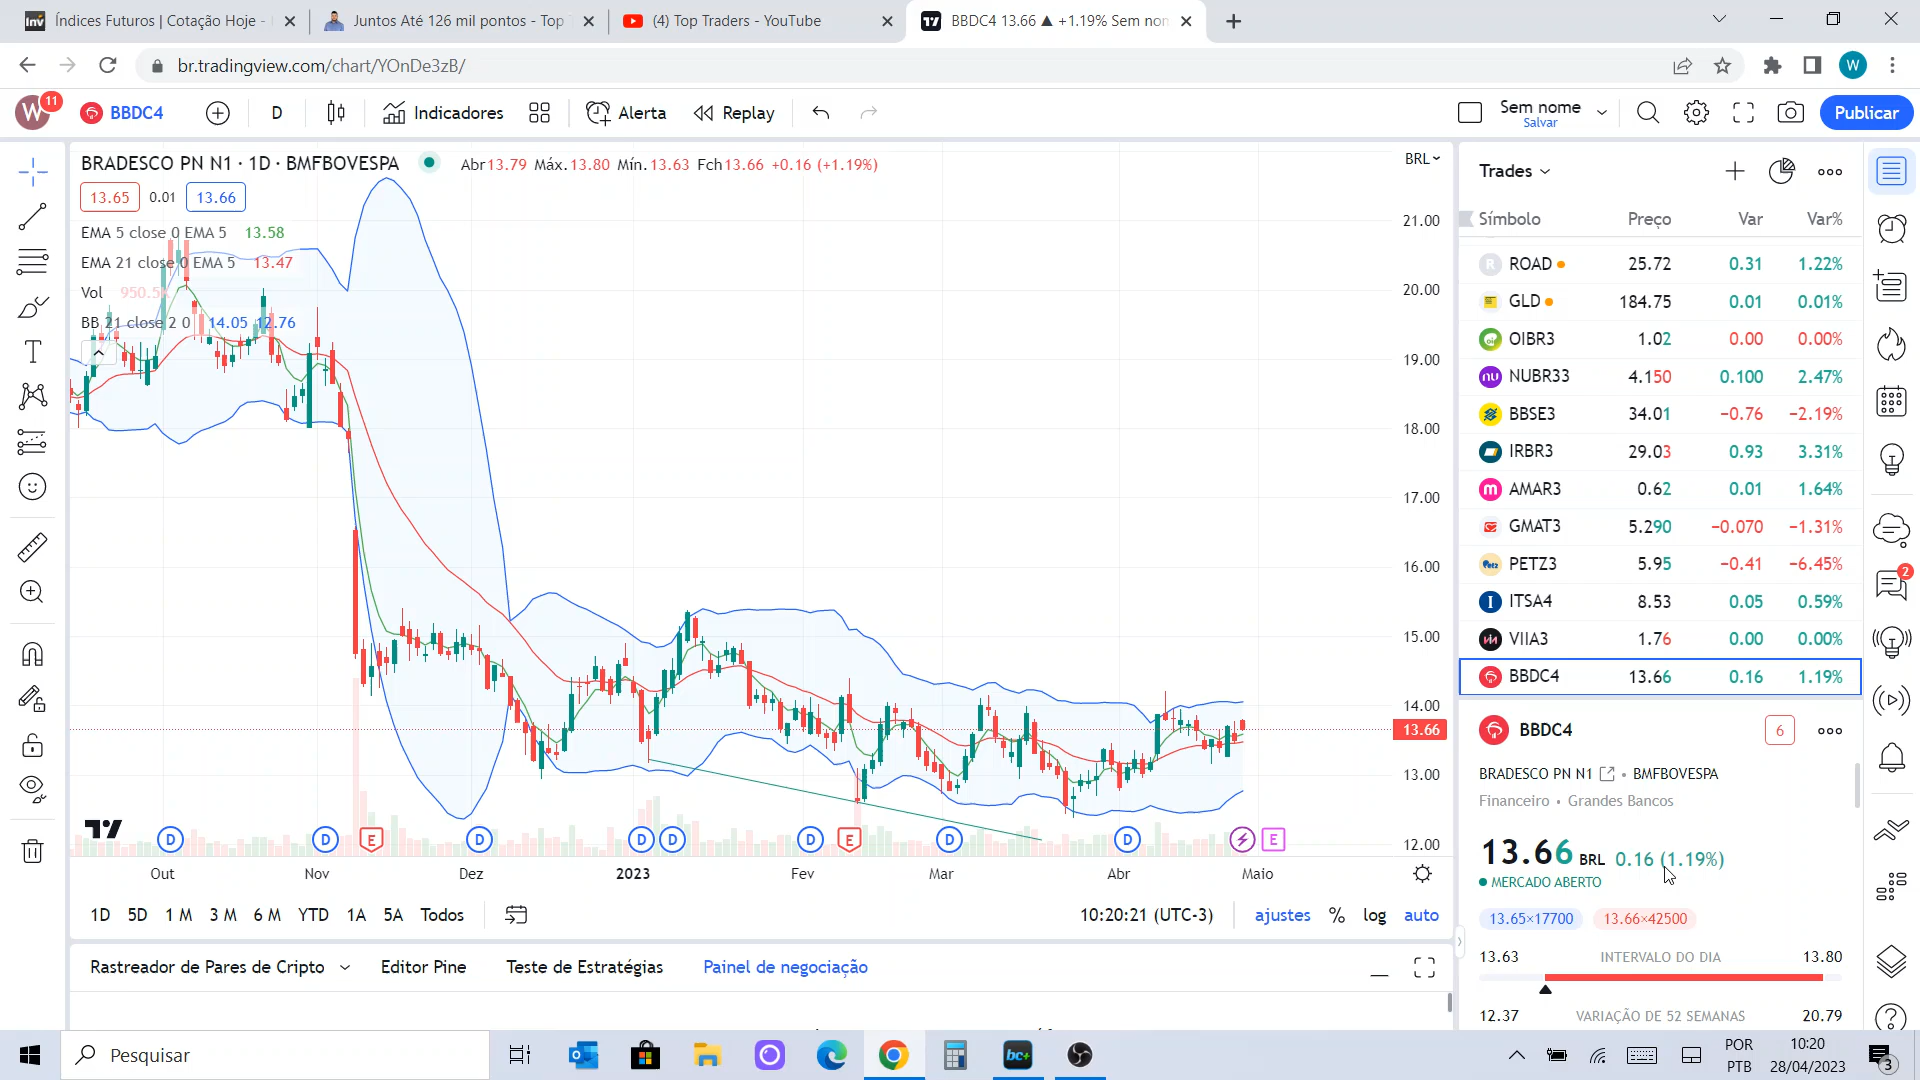 Índices Futuros | Cotação Hoje -
Juntos Até 126 mil pontos - Top T
(4) Top Traders - YouTube
BBDC4 13.66 ▲ +1.19% Sem nom
br.tradingview.com/chart/YOnDe3zB/
W
W
11
BBDC4
D
Indicadores
Alerta
Replay
Sem nome
Salvar
Publicar
BRADESCO PN N1 · 1D · BMFBOVESPA
Abr13.79 Máx.13.80 Mín.13.63 Fch13.66 +0.16 (+1.19%)
BRL
13.65
0.01
13.66
EMA 5 close 0 EMA 5 13.58
EMA 21 close 0 EMA 5 13.47
Vol 950.5K
BB 21 close 2 0 14.05 12.76
21.00
20.00
19.00
18.00
17.00
16.00
15.00
14.00
13.66
13.00
12.00
D D E D D D D E D D E
Out Nov Dez 2023 Fev Mar Abr Maio
1D 5D 1 M 3 M 6 M YTD 1A 5A Todos
10:20:21 (UTC-3)
ajustes % log auto
Rastreador de Pares de Cripto
Editor Pine
Teste de Estratégias
Painel de negociação
Trades
Símbolo Preço Var Var%
ROAD 25.72 0.31 1.22%
GLD 184.75 0.01 0.01%
OIBR3 1.02 0.00 0.00%
NUBR33 4.150 0.100 2.47%
BBSE3 34.01 −0.76 −2.19%
IRBR3 29.03 0.93 3.31%
AMAR3 0.62 0.01 1.64%
GMAT3 5.290 −0.070 −1.31%
PETZ3 5.95 −0.41 −6.45%
ITSA4 8.53 0.05 0.59%
VIIA3 1.76 0.00 0.00%
BBDC4 13.66 0.16 1.19%
BBDC4
6
BRADESCO PN N1 • BMFBOVESPA
Financeiro • Grandes Bancos
13.66 BRL 0.16 (1.19%)
MERCADO ABERTO
13.65×17700 13.66×42500
13.63 INTERVALO DO DIA 13.80
12.37 VARIAÇÃO DE 52 SEMANAS 20.79
2
Pesquisar
bc+
POR
PTB
10:20
28/04/2023
3